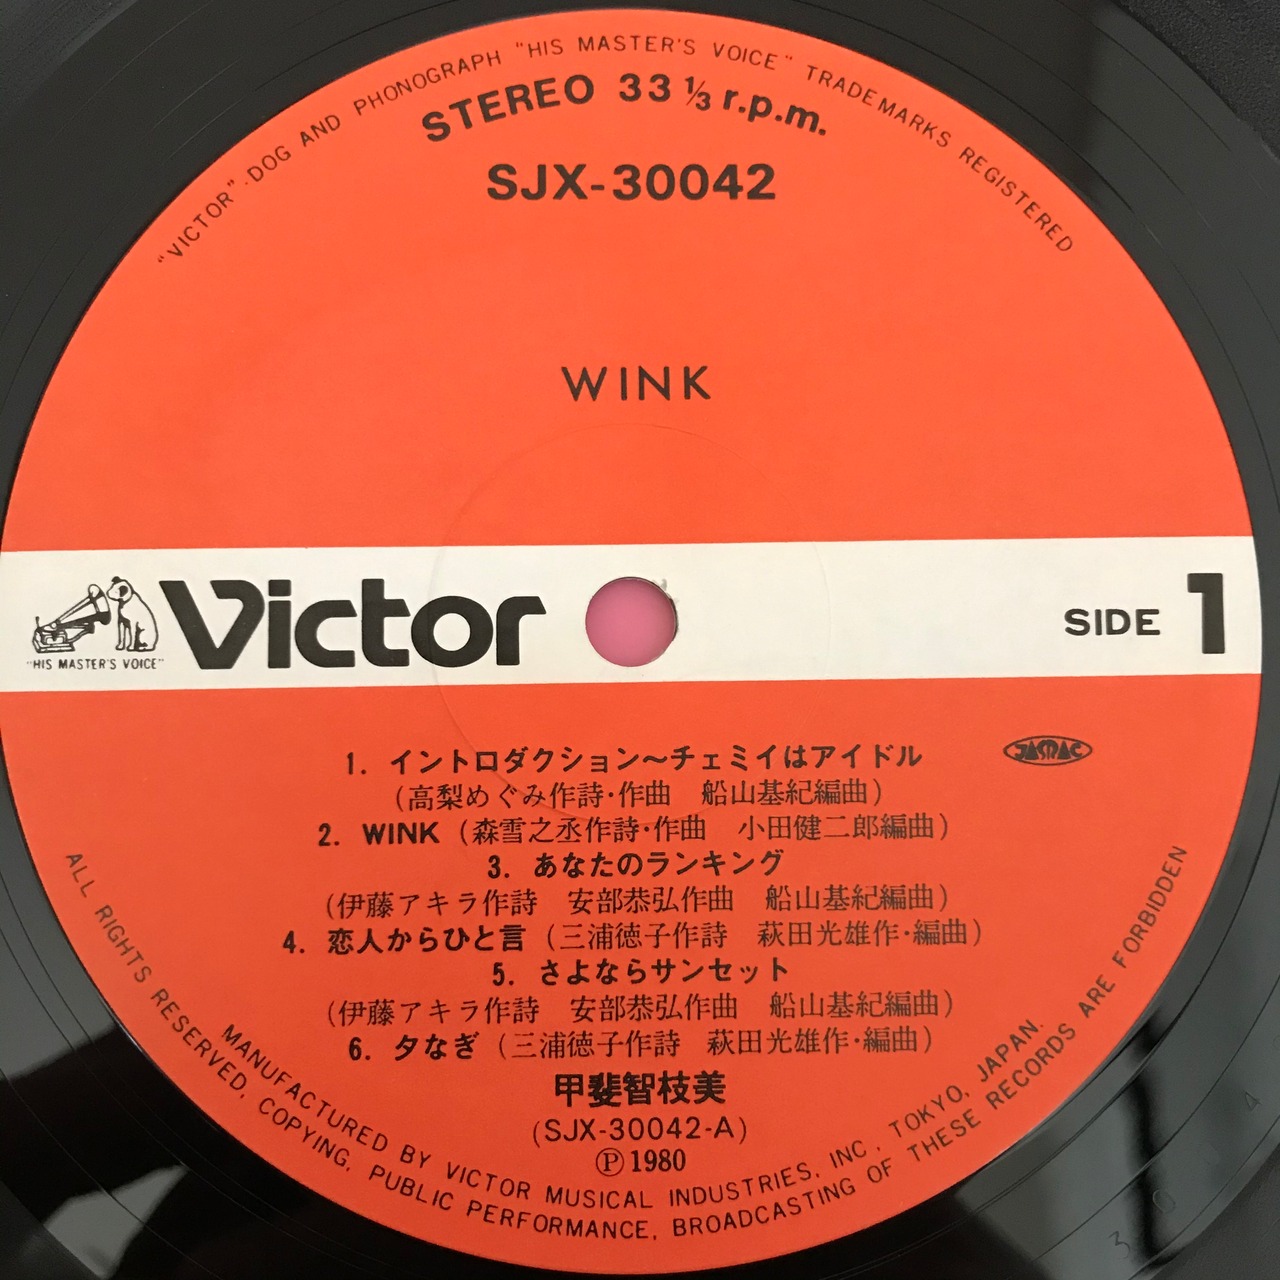 "VICTOR"-DOG AND PHONOGRAPH "HIS MASTER'S VOICE" TRADEMARKS REGISTERED
STEREO 33 ⅓ r.p.m.
SJX-30042
WINK
Victor
"HIS MASTER'S VOICE"
SIDE 1
JASRAC
1. イントロダクション～チェミイはアイドル
(高梨めぐみ作詩・作曲 船山基紀編曲)
2. WINK (森雪之丞作詩・作曲 小田健二郎編曲)
3. あなたのランキング
(伊藤アキラ作詩 安部恭弘作曲 船山基紀編曲)
4. 恋人からひと言 (三浦徳子作詩 萩田光雄作・編曲)
5. さよならサンセット
(伊藤アキラ作詩 安部恭弘作曲 船山基紀編曲)
6. 夕なぎ (三浦徳子作詩 萩田光雄作・編曲)
甲斐智枝美
(SJX-30042-A)
Ⓟ1980
MANUFACTURED BY VICTOR MUSICAL INDUSTRIES, INC., TOKYO, JAPAN.
ALL RIGHTS RESERVED, COPYING, PUBLIC PERFORMANCE, BROADCASTING OF THESE RECORDS ARE FORBIDDEN